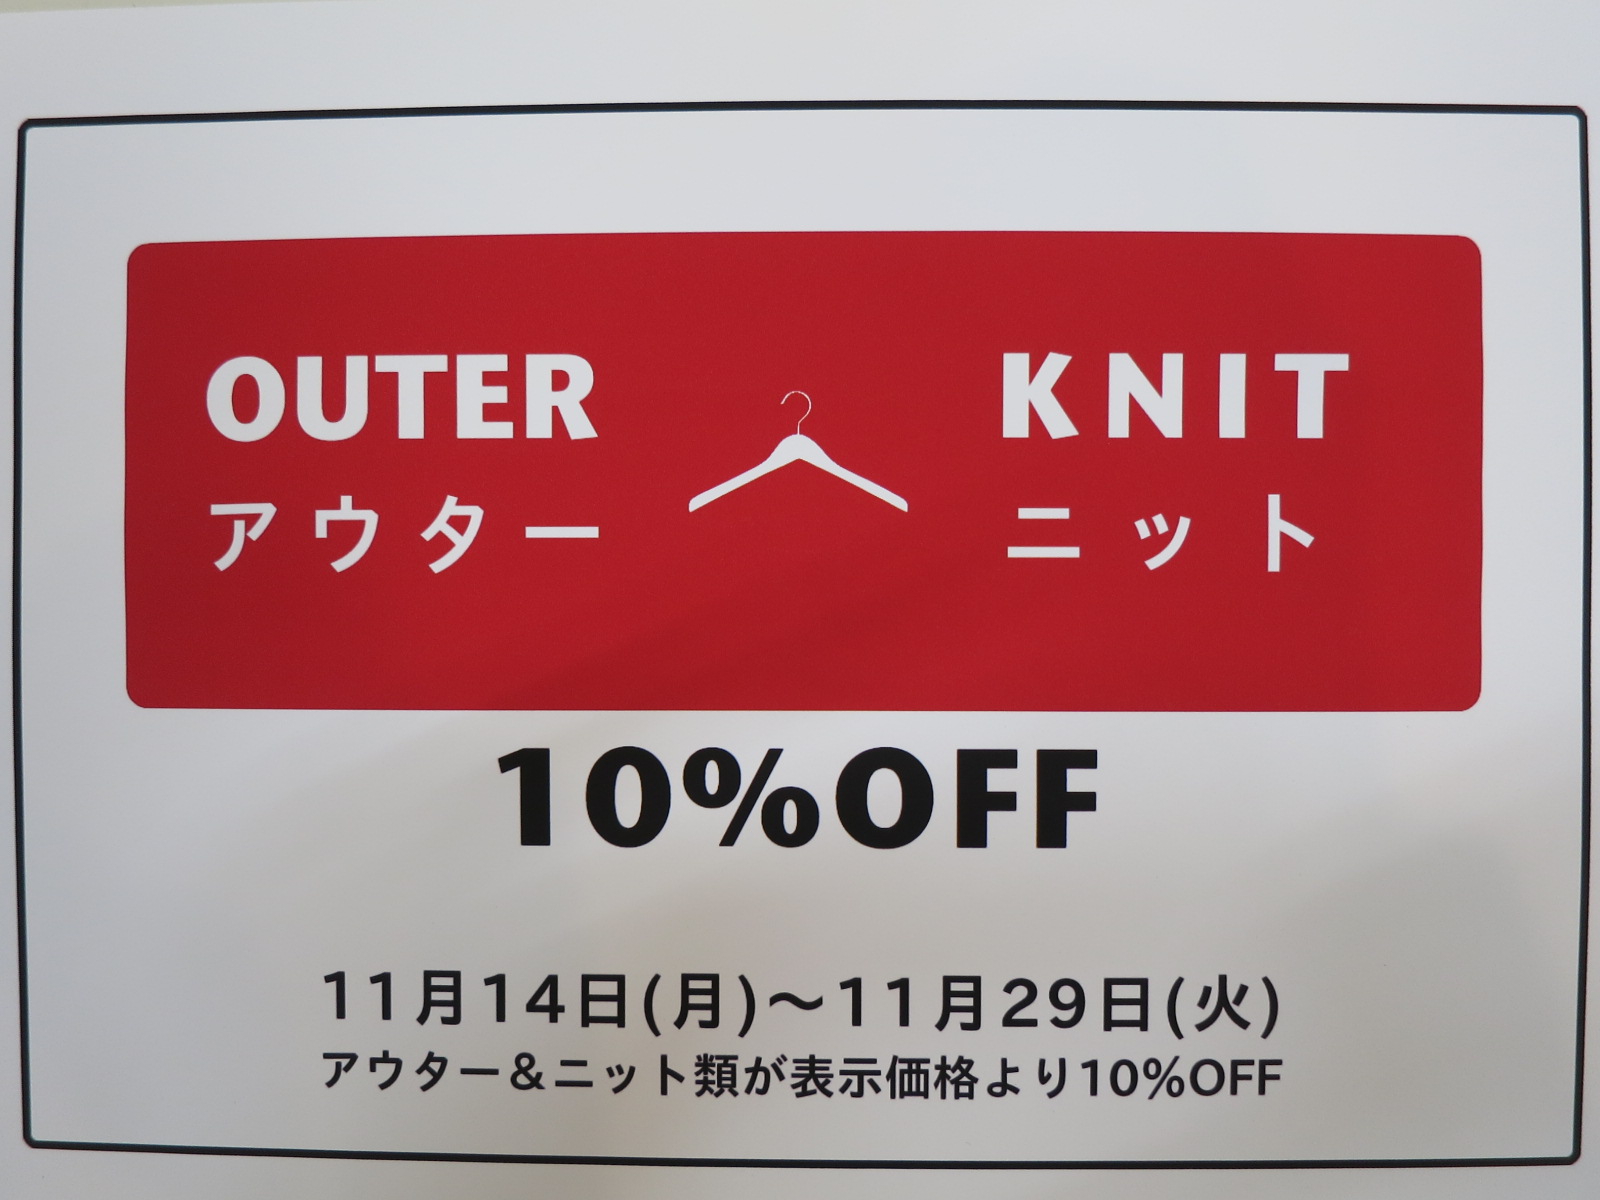 OUTER
アウター
KNIT
ニット
10%OFF
11月14日(月)～11月29日(火)
アウター＆ニット類が表示価格より10%OFF